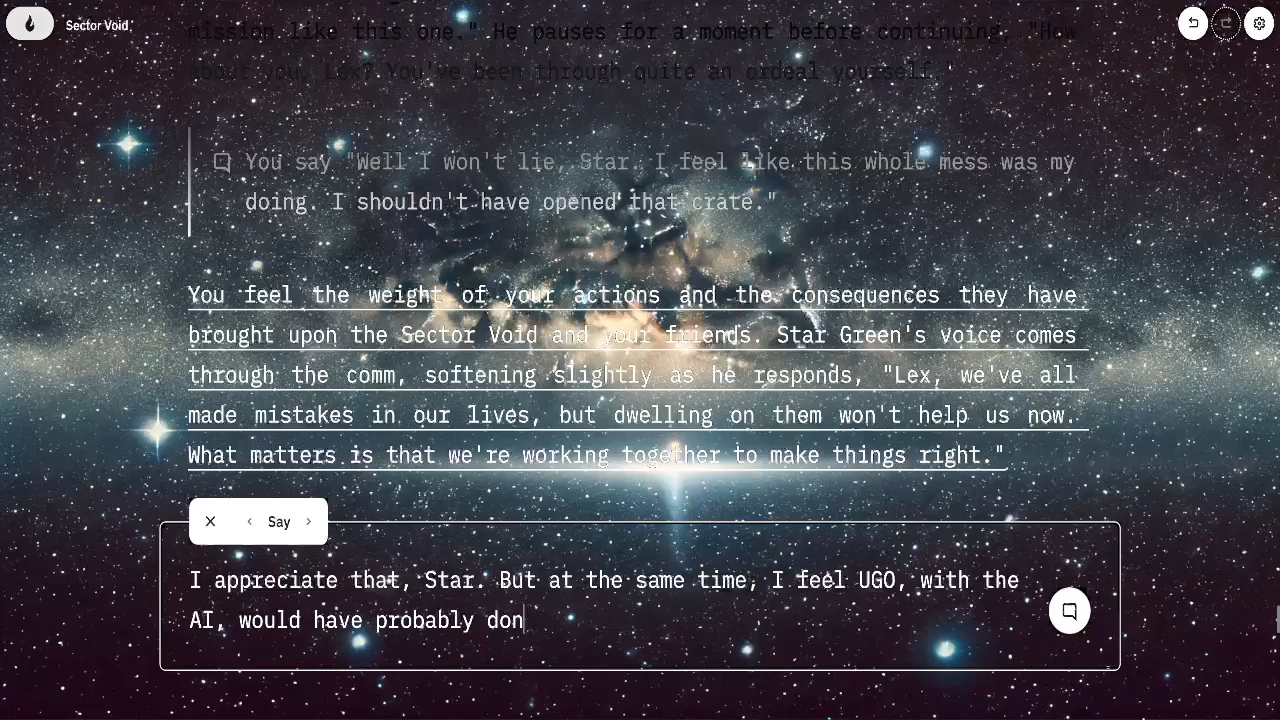 Sector Void
mission like this one." He pauses for a moment before continuing, "How
about you, Lex? You've been through quite an ordeal yourself."
You say "Well I won't lie, Star. I feel like this whole mess was my
doing. I shouldn't have opened that crate."
You feel the weight of your actions and the consequences they have
brought upon the Sector Void and your friends. Star Green's voice comes
through the comm, softening slightly as he responds, "Lex, we've all
made mistakes in our lives, but dwelling on them won't help us now.
What matters is that we're working together to make things right."
Say
I appreciate that, Star. But at the same time, I feel UGO, with the
AI, would have probably don